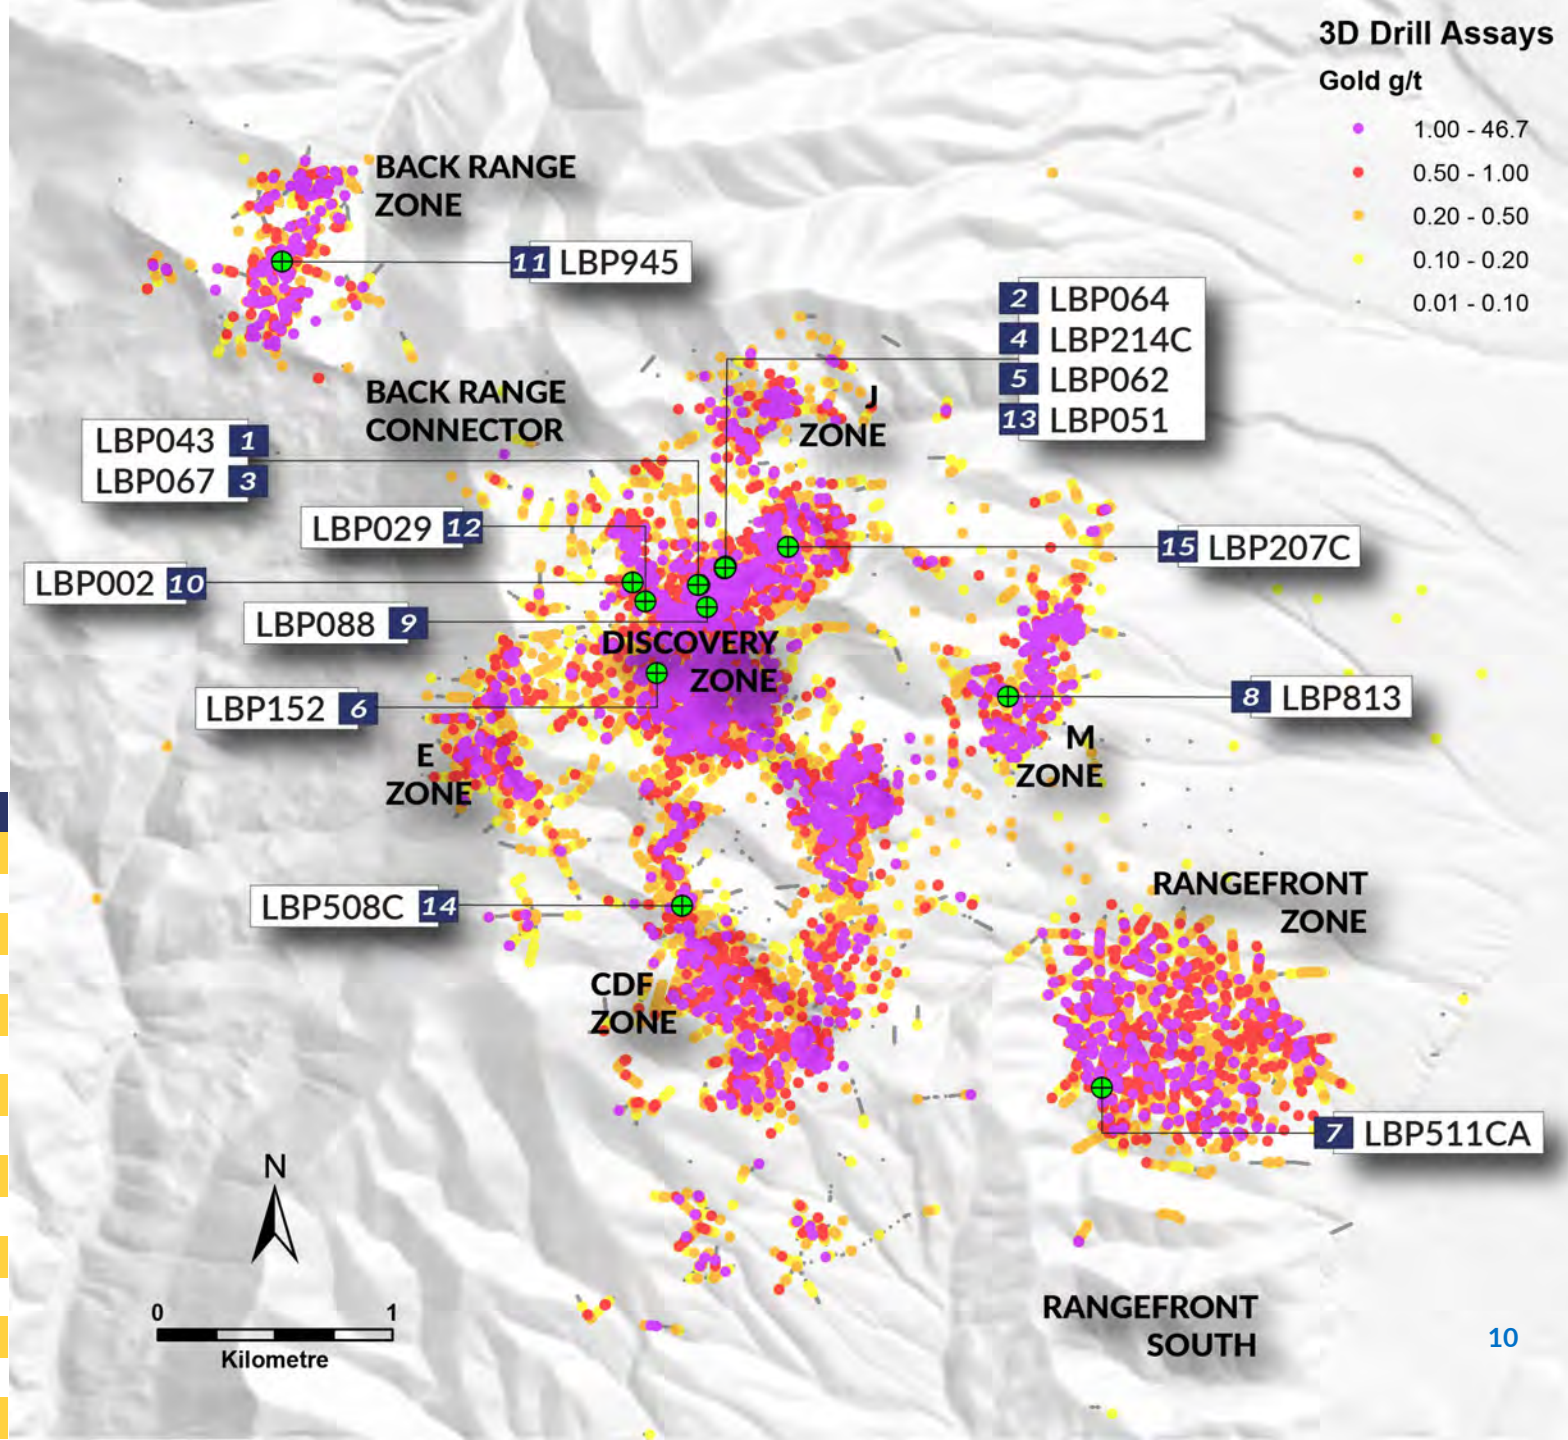 3D Drill Assays
Gold g/t
1.00 - 46.7
0.50 - 1.00
0.20 - 0.50
0.10 - 0.20
0.01 - 0.10
BACK RANGE
ZONE
11 LBP945
2 LBP064
4 LBP214C
5 LBP062
13 LBP051
BACK RANGE
CONNECTOR
J
ZONE
LBP043 1
LBP067 3
LBP029 12
15 LBP207C
LBP002 10
LBP088 9
DISCOVERY
ZONE
LBP152 6
8 LBP813
E
ZONE
M
ZONE
RANGEFRONT
ZONE
LBP508C 14
CDF
ZONE
7 LBP511CA
N
0 1
Kilometre
RANGEFRONT
SOUTH
10